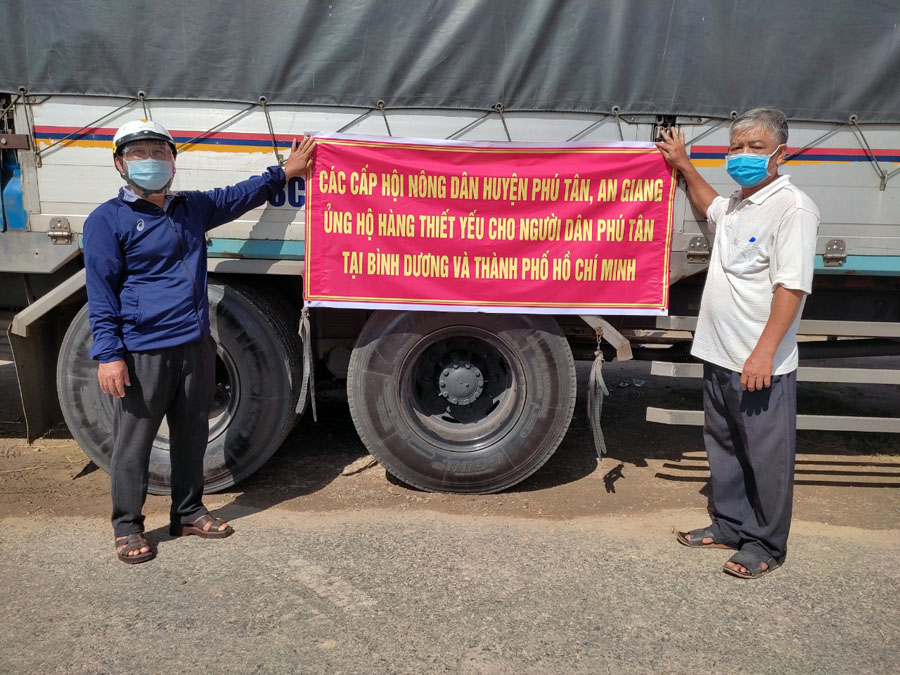 CÁC CẤP HỘI NÔNG DÂN HUYỆN PHÚ TÂN, AN GIANG
ỦNG HỘ HÀNG THIẾT YẾU CHO NGƯỜI DÂN PHÚ TÂN
TẠI BÌNH DƯƠNG VÀ THÀNH PHỐ HỒ CHÍ MINH